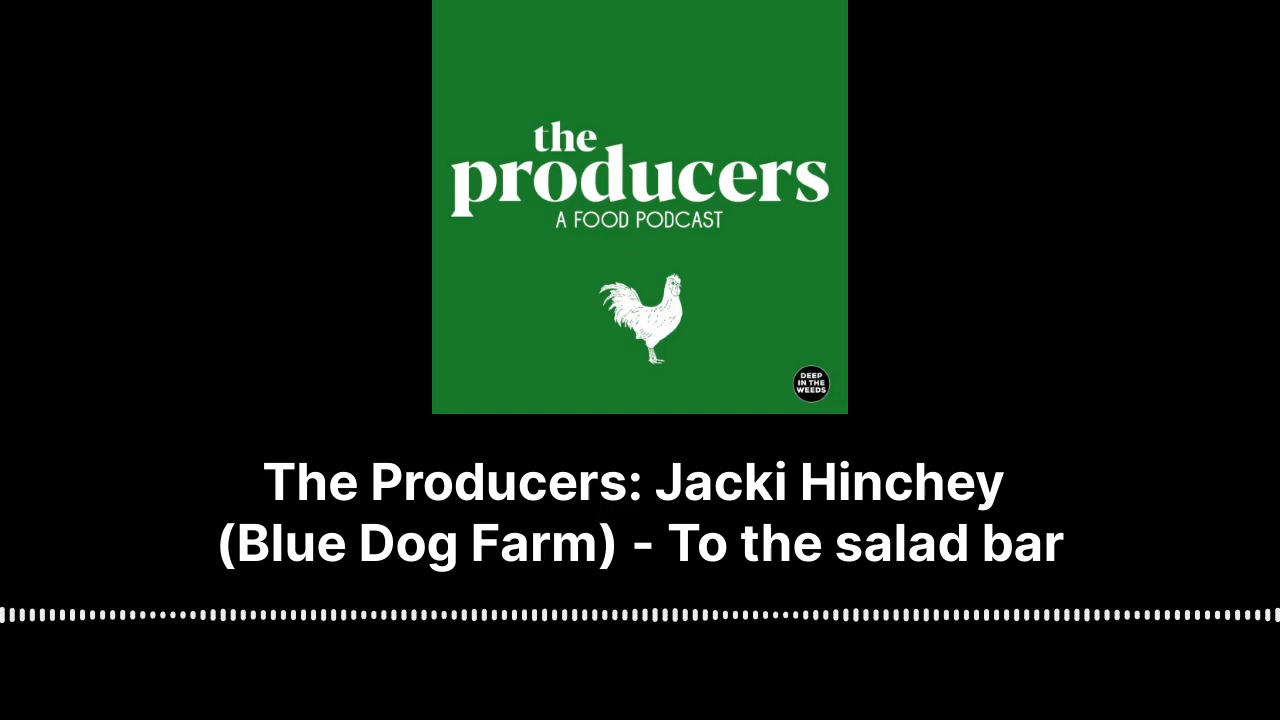 the
producers
A FOOD PODCAST
DEEP
IN THE
WEEDS
The Producers: Jacki Hinchey
(Blue Dog Farm) - To the salad bar